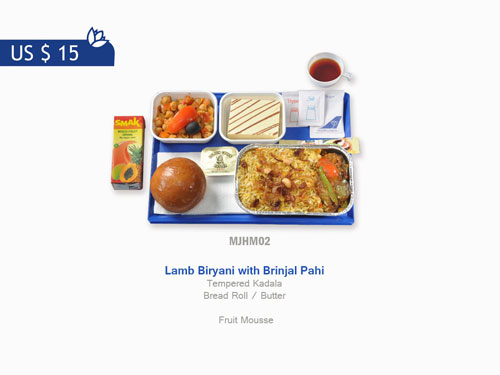 US $ 15
SMAK
MJHM02
Lamb Biryani with Brinjal Pahi
Tempered Kadala
Bread Roll / Butter
Fruit Mousse